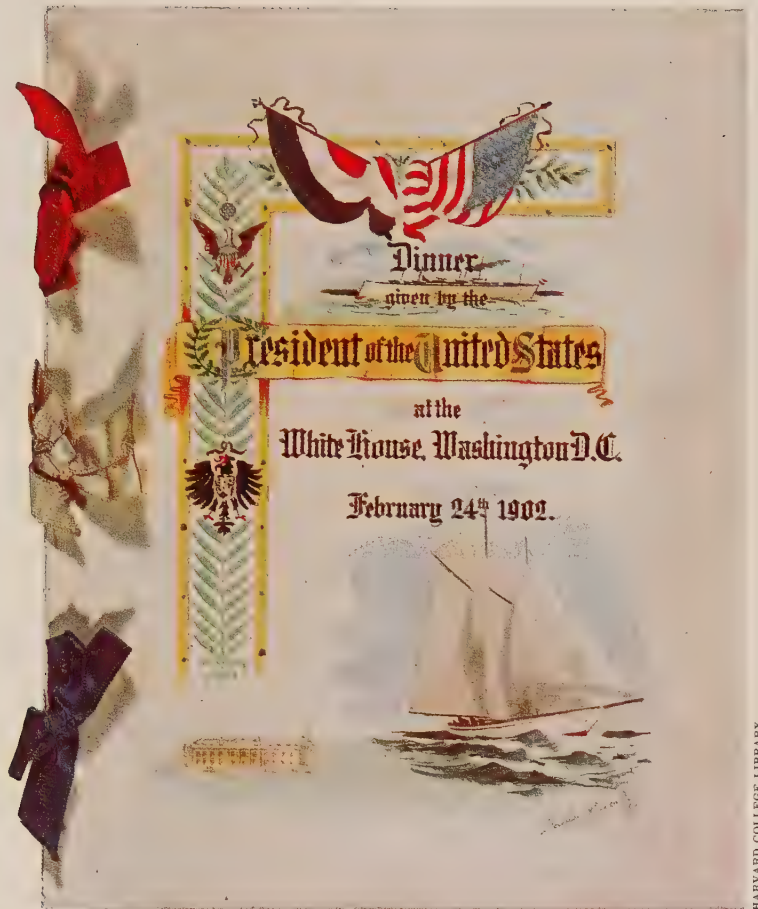 Dinner
given by the
President of the United States
at the
White House, Washington D.C.
February 24th 1902.
HARVARD COLLEGE LIBRARY